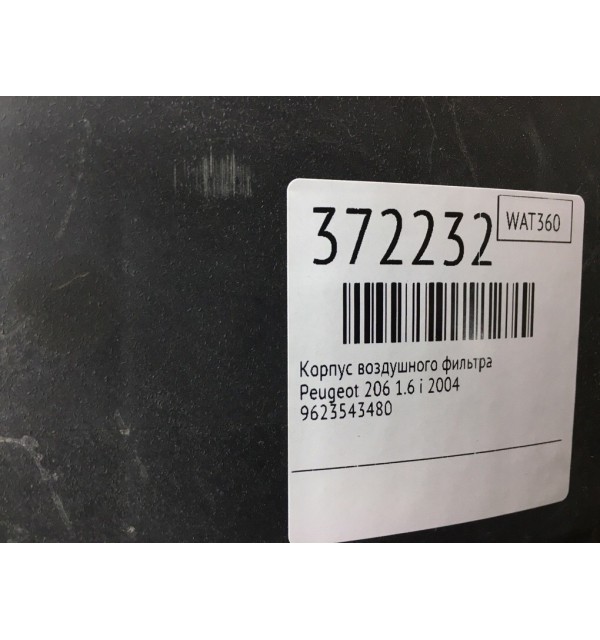 372232
WAT360
Корпус воздушного фильтра
Peugeot 206 1.6 i 2004
9623543480